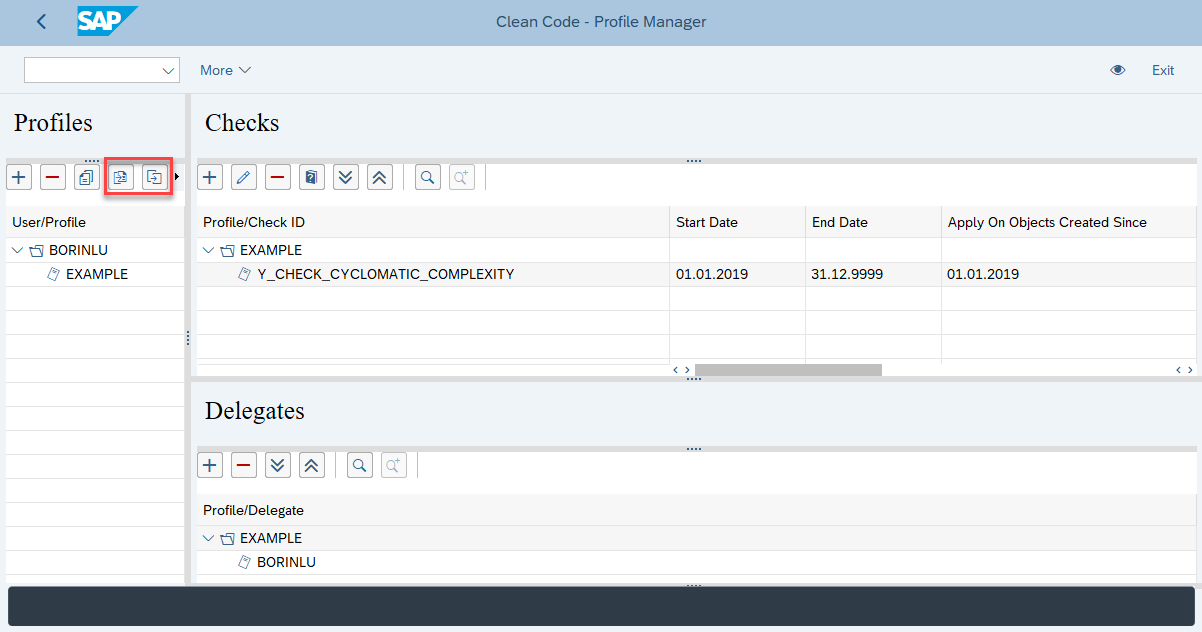 SAP
Clean Code - Profile Manager
More
Exit
Profiles
Checks
User/Profile
Profile/Check ID
Start Date
End Date
Apply On Objects Created Since
BORINLU
EXAMPLE
EXAMPLE
Y_CHECK_CYCLOMATIC_COMPLEXITY
01.01.2019
31.12.9999
01.01.2019
Delegates
Profile/Delegate
EXAMPLE
BORINLU